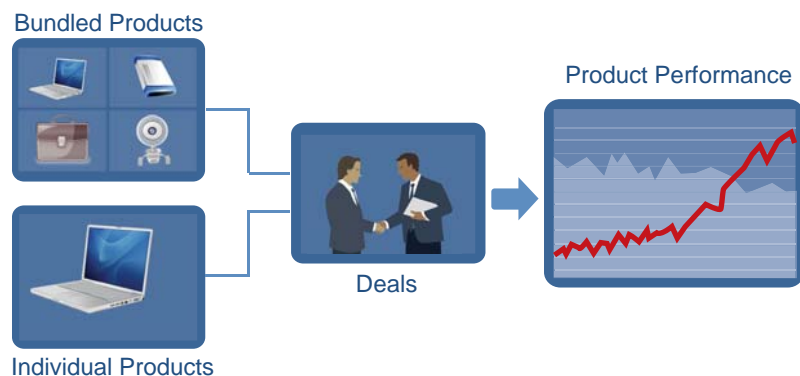 Bundled Products
Product Performance
Deals
Individual Products